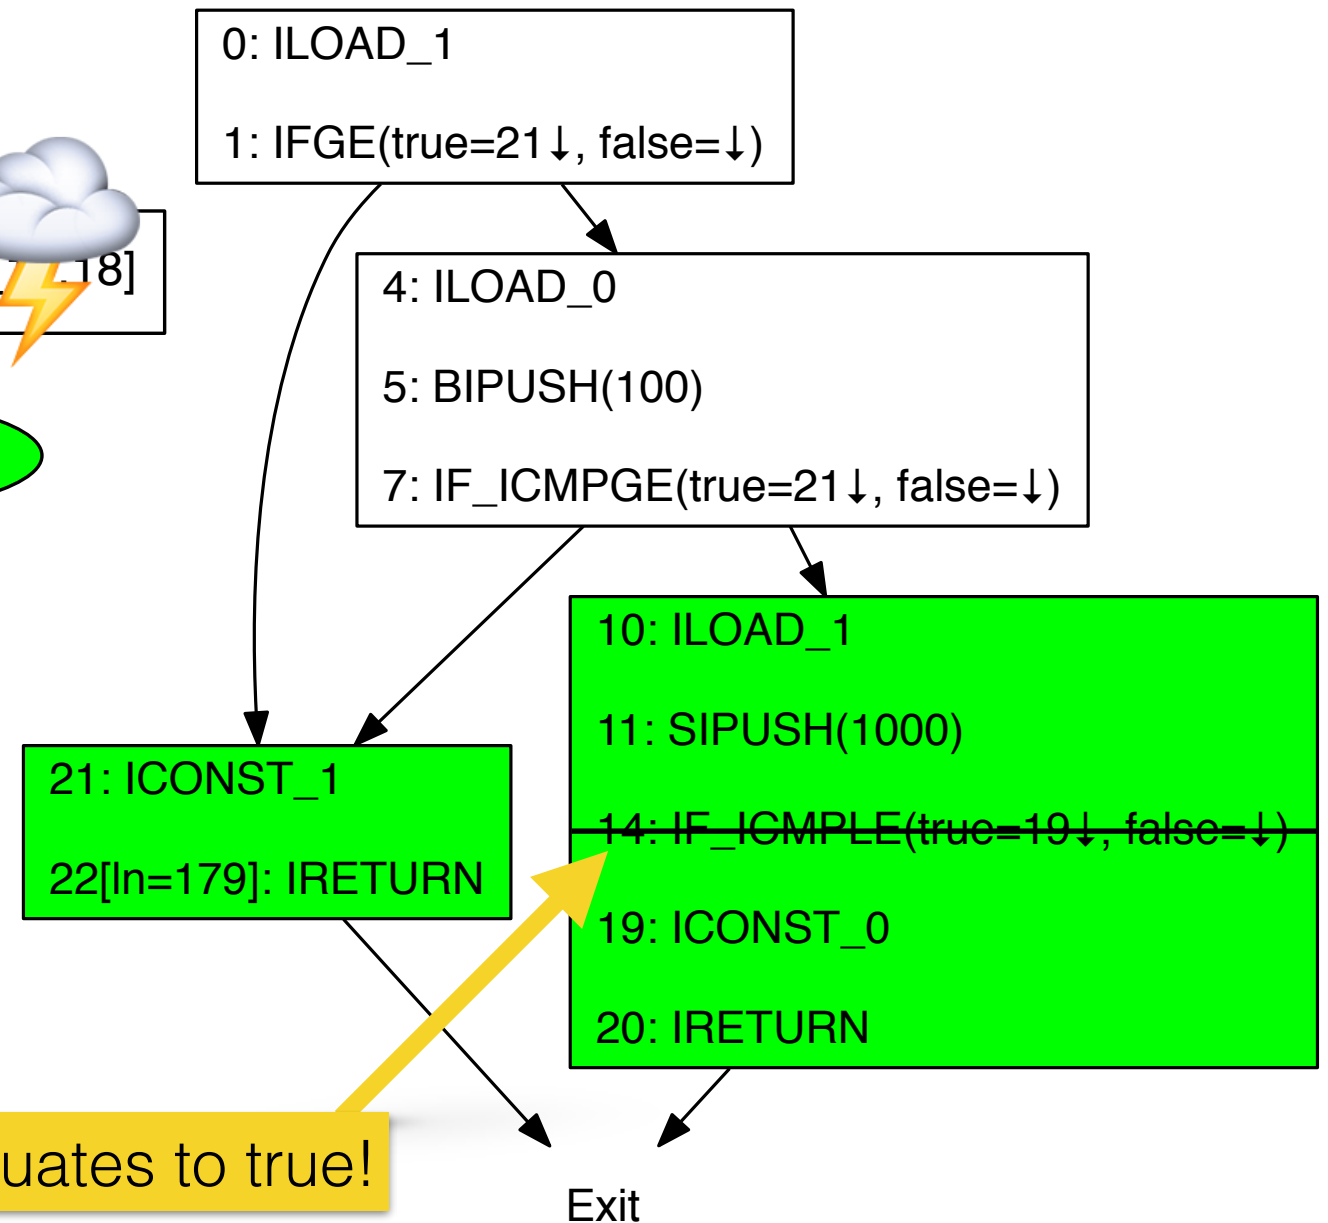 0: ILOAD_1
1: IFGE(true=21↓, false=↓)
18]
4: ILOAD_0
5: BIPUSH(100)
7: IF_ICMPGE(true=21↓, false=↓)
10: ILOAD_1
11: SIPUSH(1000)
14: IF_ICMPLE(true=19↓, false=↓)
19: ICONST_0
20: IRETURN
21: ICONST_1
22[ln=179]: IRETURN
uates to true!
Exit